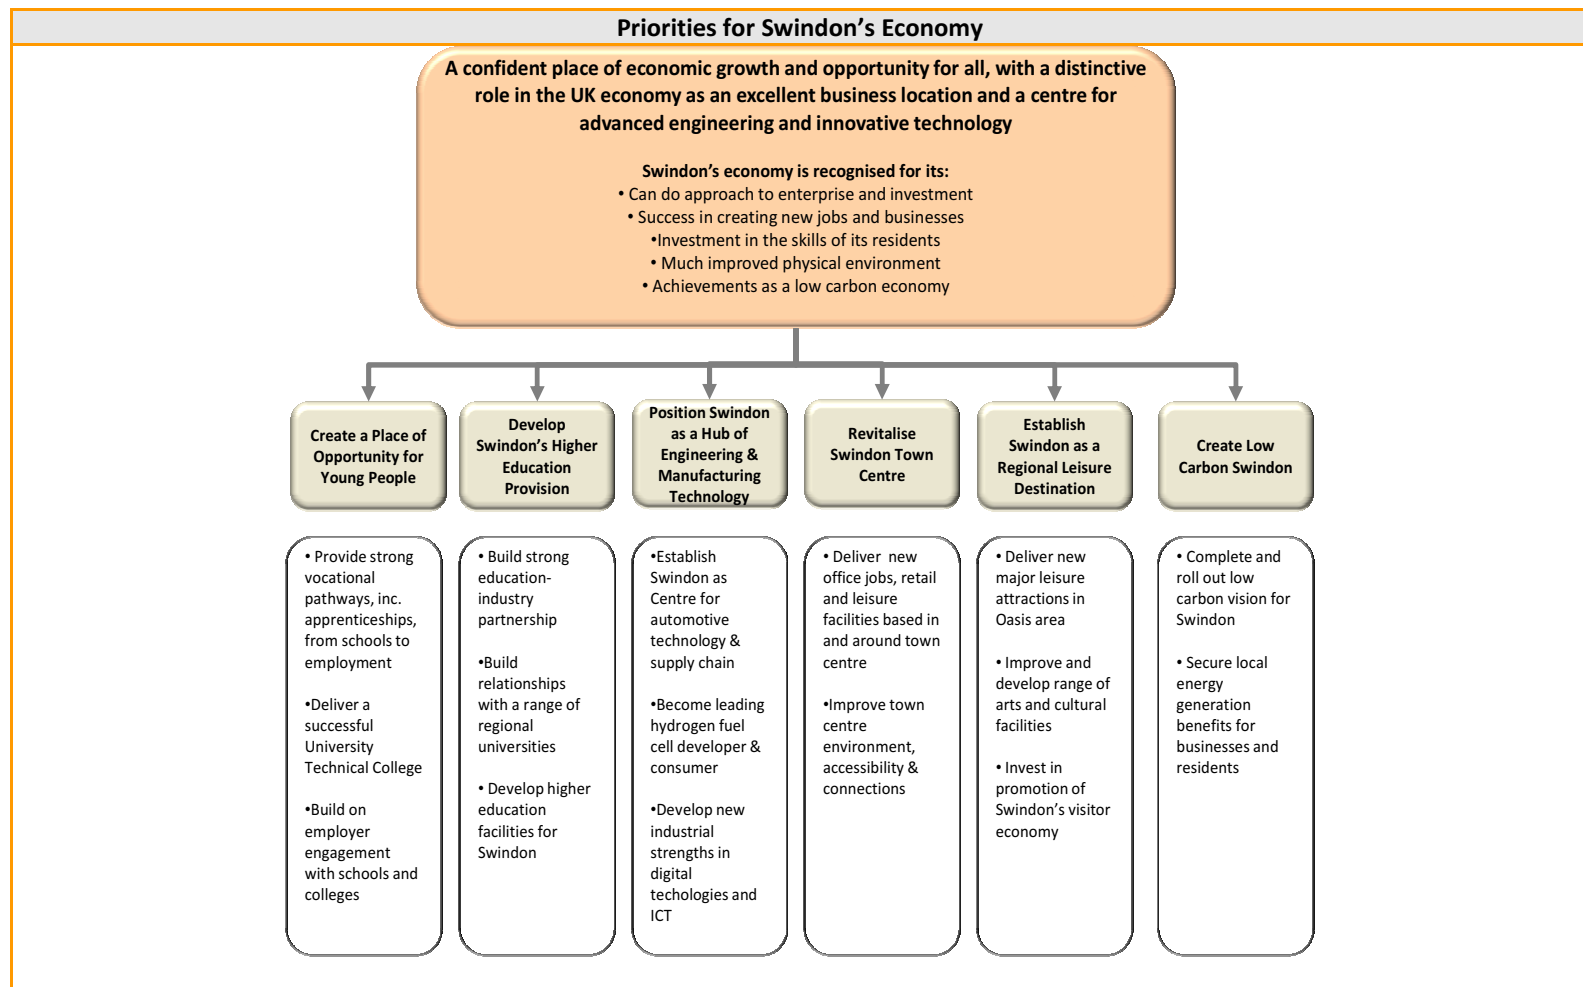 Priorities for Swindon’s Economy
A confident place of economic growth and opportunity for all, with a distinctive
role in the UK economy as an excellent business location and a centre for
advanced engineering and innovative technology
Swindon’s economy is recognised for its:
• Can do approach to enterprise and investment
• Success in creating new jobs and businesses
•Investment in the skills of its residents
• Much improved physical environment
• Achievements as a low carbon economy
Create a Place of
Opportunity for
Young People
Develop
Swindon’s Higher
Education
Provision
Position Swindon
as a Hub of
Engineering &
Manufacturing
Technology
Revitalise
Swindon Town
Centre
Establish
Swindon as a
Regional Leisure
Destination
Create Low
Carbon Swindon
• Provide strong
vocational
pathways, inc.
apprenticeships,
from schools to
employment
•Deliver a
successful
University
Technical College
•Build on
employer
engagement
with schools and
colleges
• Build strong
education-
industry
partnership
•Build
relationships
with a range of
regional
universities
• Develop higher
education
facilities for
Swindon
•Establish
Swindon as
Centre for
automotive
technology &
supply chain
•Become leading
hydrogen fuel
cell developer &
consumer
•Develop new
industrial
strengths in
digital
techologies and
ICT
• Deliver  new
office jobs, retail
and leisure
facilities based in
and around town
centre
•Improve town
centre
environment,
accessibility &
connections
• Deliver new
major leisure
attractions in
Oasis area
• Improve and
develop range of
arts and cultural
facilities
• Invest in
promotion of
Swindon’s visitor
economy
• Complete and
roll out low
carbon vision for
Swindon
• Secure local
energy
generation
benefits for
businesses and
residents